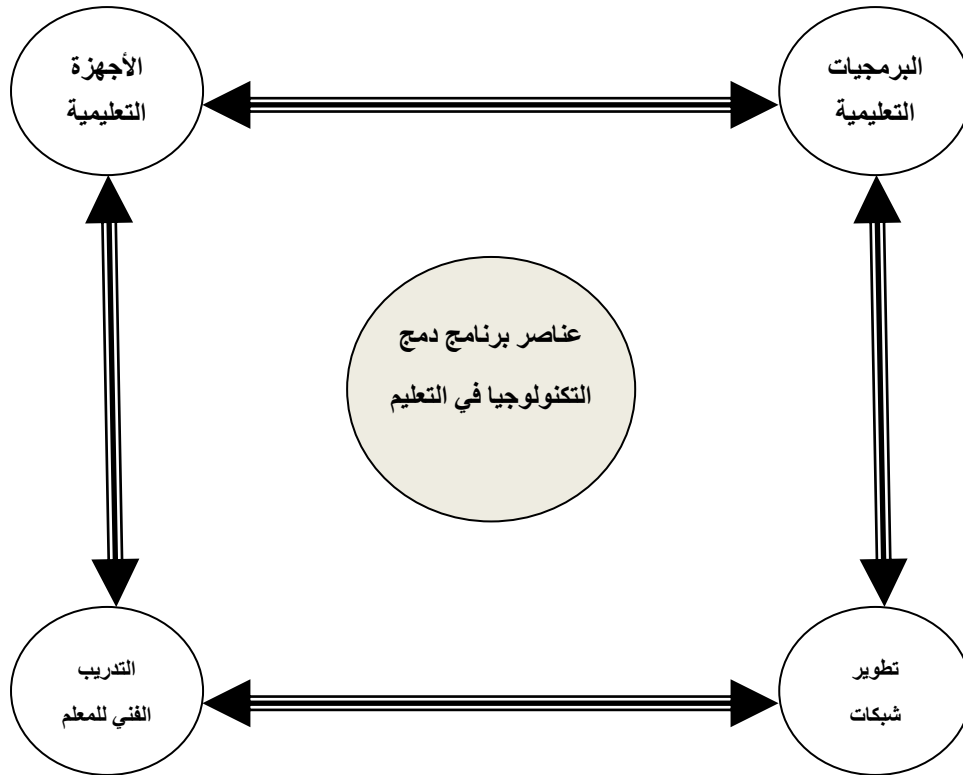 البرمجيات
التعليمية
الأجهزة
التعليمية
عناصر برنامج دمج
التكنولوجيا في التعليم
تطوير
شبكات
التدريب
الفني للمعلم